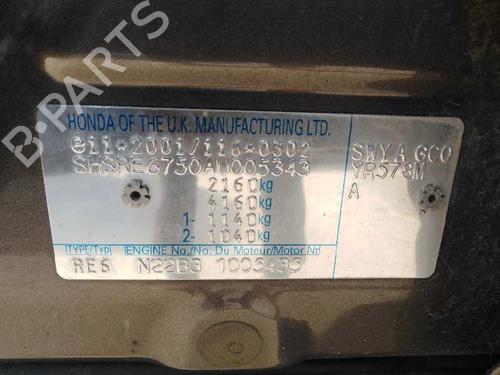 B-PARTS
HONDA OF THE U.K. MANUFACTURING LTD.
e11*2001/116*0302
SHSRE6750AU005343
SWYA GCO
YR578M
A
2160kg
4160kg
1- 1140kg
2- 1040kg
(TYPE/TYP) ENGINE No./No. Du Moteur/Motor Nr
RE6 N22B3 1005435